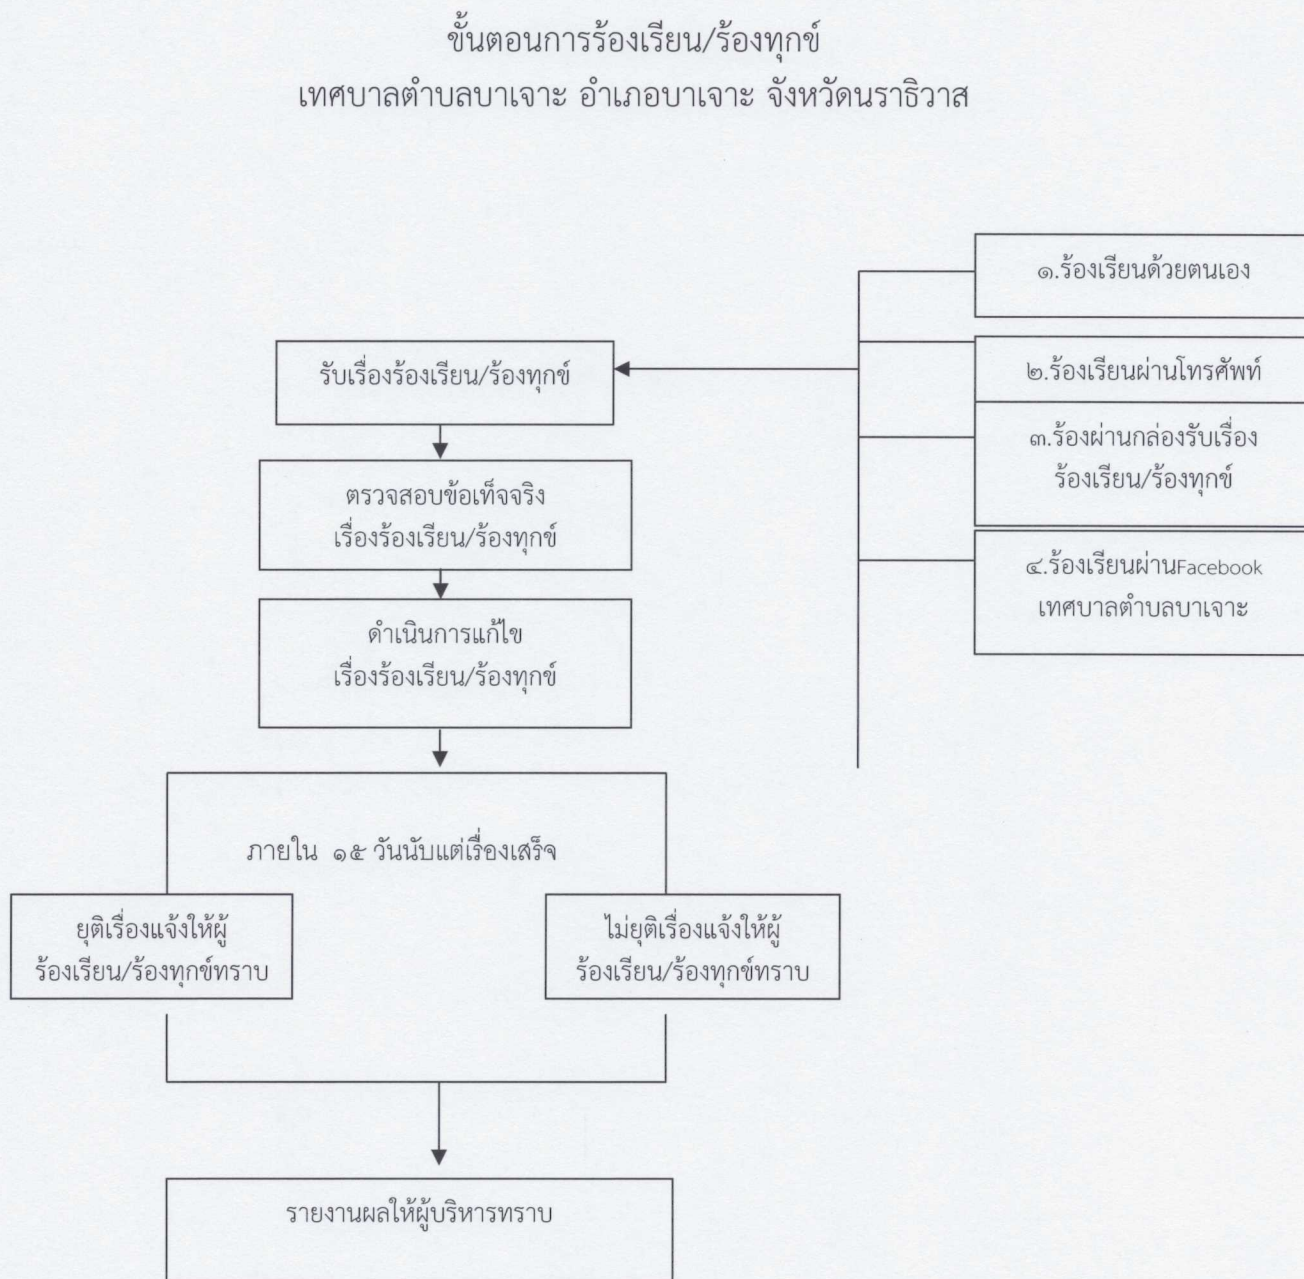 ขั้นตอนการร้องเรียน/ร้องทุกข์
เทศบาลตำบลบาเจาะ อำเภอบาเจาะ จังหวัดนราธิวาส
๑.ร้องเรียนด้วยตนเอง
๒.ร้องเรียนผ่านโทรศัพท์
๓.ร้องผ่านกล่องรับเรื่อง
ร้องเรียน/ร้องทุกข์
๔.ร้องเรียนผ่านFacebook
เทศบาลตำบลบาเจาะ
รับเรื่องร้องเรียน/ร้องทุกข์
ตรวจสอบข้อเท็จจริง
เรื่องร้องเรียน/ร้องทุกข์
ดำเนินการแก้ไข
เรื่องร้องเรียน/ร้องทุกข์
ภายใน ๑๕ วันนับแต่เรื่องเสร็จ
ยุติเรื่องแจ้งให้ผู้
ร้องเรียน/ร้องทุกข์ทราบ
ไม่ยุติเรื่องแจ้งให้ผู้
ร้องเรียน/ร้องทุกข์ทราบ
รายงานผลให้ผู้บริหารทราบ